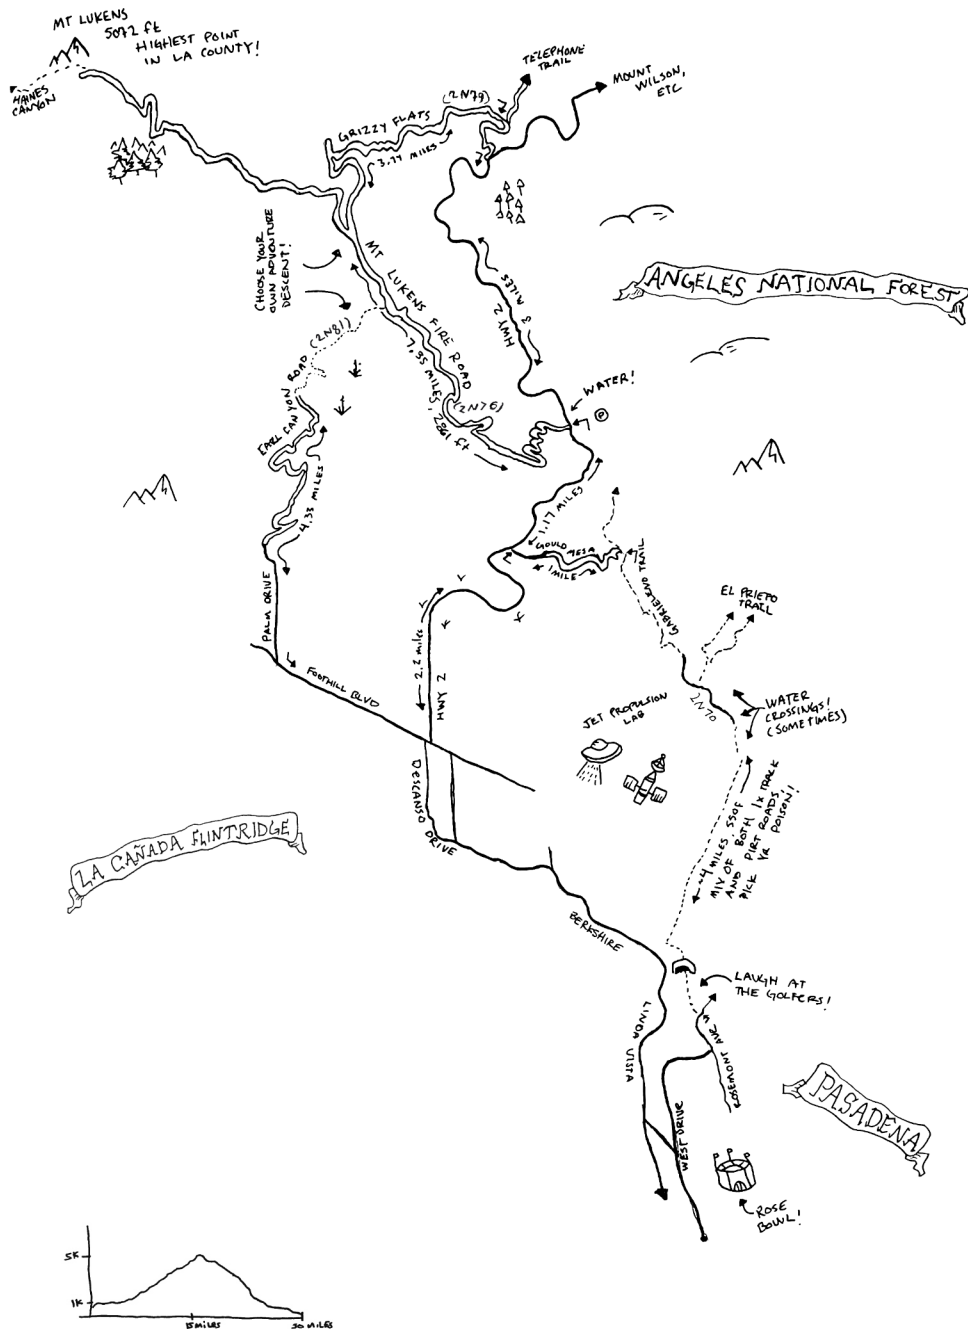 MT LUKENS
5072 ft
HIGHEST POINT
IN LA COUNTY!
HAINES
CANYON
TELEPHONE
TRAIL
MOUNT
WILSON,
ETC
GRIZZY FLATS
(2N79)
3.77 MILES
CHOOSE YOUR
OWN ADVENTURE
DESCENT!
MT LUKENS FIRE ROAD
(2N76)
7.95 MILES, 2861 ft
3 MILES
HWY 2
ANGELES NATIONAL FOREST
EARL CANYON ROAD (2N81)
4.33 MILES
WATER!
P
1.17 MILES
GOULD MESA
1 MILE
GABRIELENO TRAIL
EL PRIETO
TRAIL
PALM DRIVE
FOOTHILL BLVD
2.2 miles
HWY 2
2N70
WATER
CROSSINGS!
(SOMETIMES)
JET PROPULSION
LAB
DESCANSO DRIVE
~4 MILES, 550F
MIX OF BOTH 1X TRACK
AND DIRT ROADS,
PICK YR POISON!!
LA CAÑADA FLINTRIDGE
BERKSHIRE
LAUGH AT
THE GOLFERS!
LINDA VISTA
ROSEMONT AVE
WEST DRIVE
PASADENA
ROSE
BOWL!
5K
1K
15 MILES
30 MILES